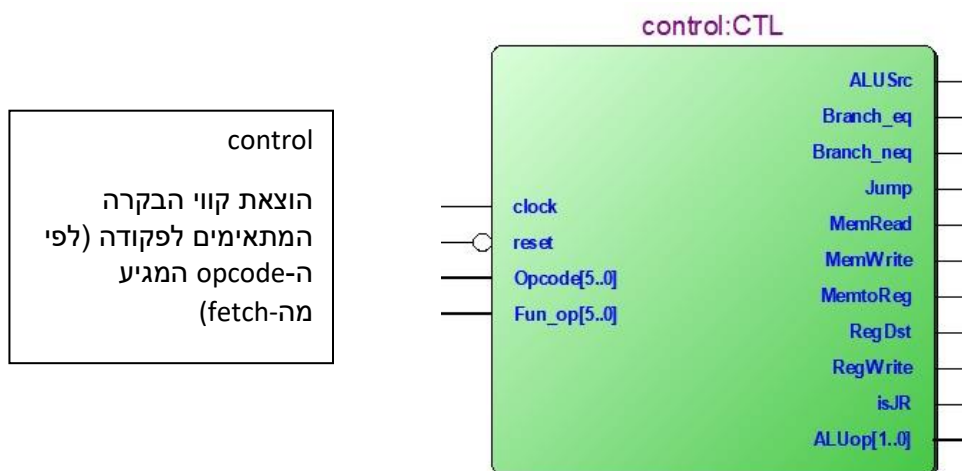 control:CTL
control
הוצאת קווי הבקרה
המתאימים לפקודה (לפי
ה-opcode המגיע
מה-fetch)
clock
reset
Opcode[5..0]
Fun_op[5..0]
ALUSrc
Branch_eq
Branch_neq
Jump
MemRead
MemWrite
MemtoReg
RegDst
RegWrite
isJR
ALUop[1..0]